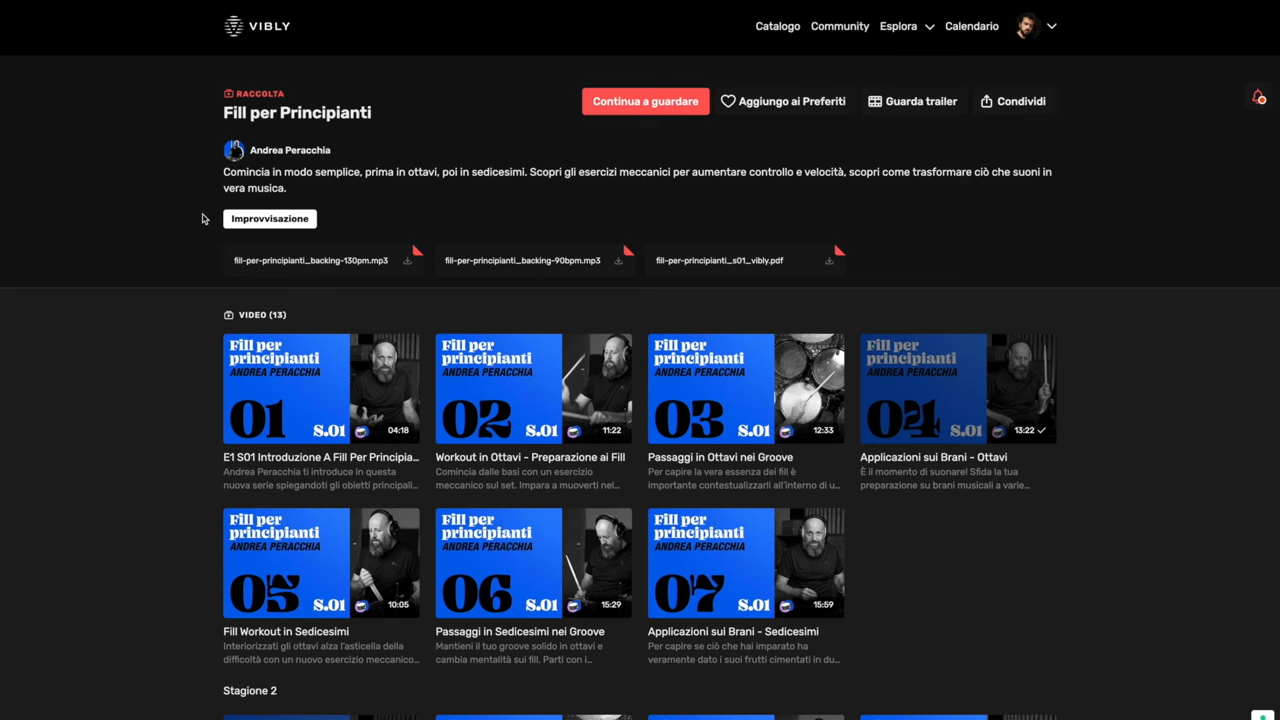 VIBLY
Catalogo
Community
Esplora
Calendario
RACCOLTA
Fill per Principianti
Continua a guardare
Aggiungo ai Preferiti
Guarda trailer
Condividi
Andrea Peracchia
Comincia in modo semplice, prima in ottavi, poi in sedicesimi. Scopri gli esercizi meccanici per aumentare controllo e velocità, scopri come trasformare ciò che suoni in
vera musica.
Improvvisazione
fill-per-principianti_backing-130pm.mp3
fill-per-principianti_backing-90bpm.mp3
fill-per-principianti_s01_vibly.pdf
VIDEO (13)
Fill per
principianti
ANDREA PERACCHIA
01
S.01
04:18
E1 S01 Introduzione A Fill Per Principia...
Andrea Peracchia ti introduce in questa
nuova serie spiegandoti gli obietti principali...
Fill per
principianti
ANDREA PERACCHIA
02
S.01
11:22
Workout in Ottavi - Preparazione ai Fill
Comincia dalle basi con un esercizio
meccanico sul set. Impara a muoverti nel...
Fill per
principianti
ANDREA PERACCHIA
03
S.01
12:33
Passaggi in Ottavi nei Groove
Per capire la vera essenza dei fill è
importante contestualizzarli all'interno di u...
Fill per
principianti
ANDREA PERACCHIA
04
S.01
13:22
Applicazioni sui Brani - Ottavi
È il momento di suonare! Sfida la tua
preparazione su brani musicali a varie...
Fill per
principianti
ANDREA PERACCHIA
05
S.01
10:05
Fill Workout in Sedicesimi
Interiorizzati gli ottavi alza l'asticella della
difficoltà con un nuovo esercizio meccanico...
Fill per
principianti
ANDREA PERACCHIA
06
S.01
15:29
Passaggi in Sedicesimi nei Groove
Mantieni il tuo groove solido in ottavi e
cambia mentalità sui fill. Parti con i...
Fill per
principianti
ANDREA PERACCHIA
07
S.01
15:59
Applicazioni sui Brani - Sedicesimi
Per capire se ciò che hai imparato ha
veramente dato i suoi frutti cimentati in du...
Stagione 2